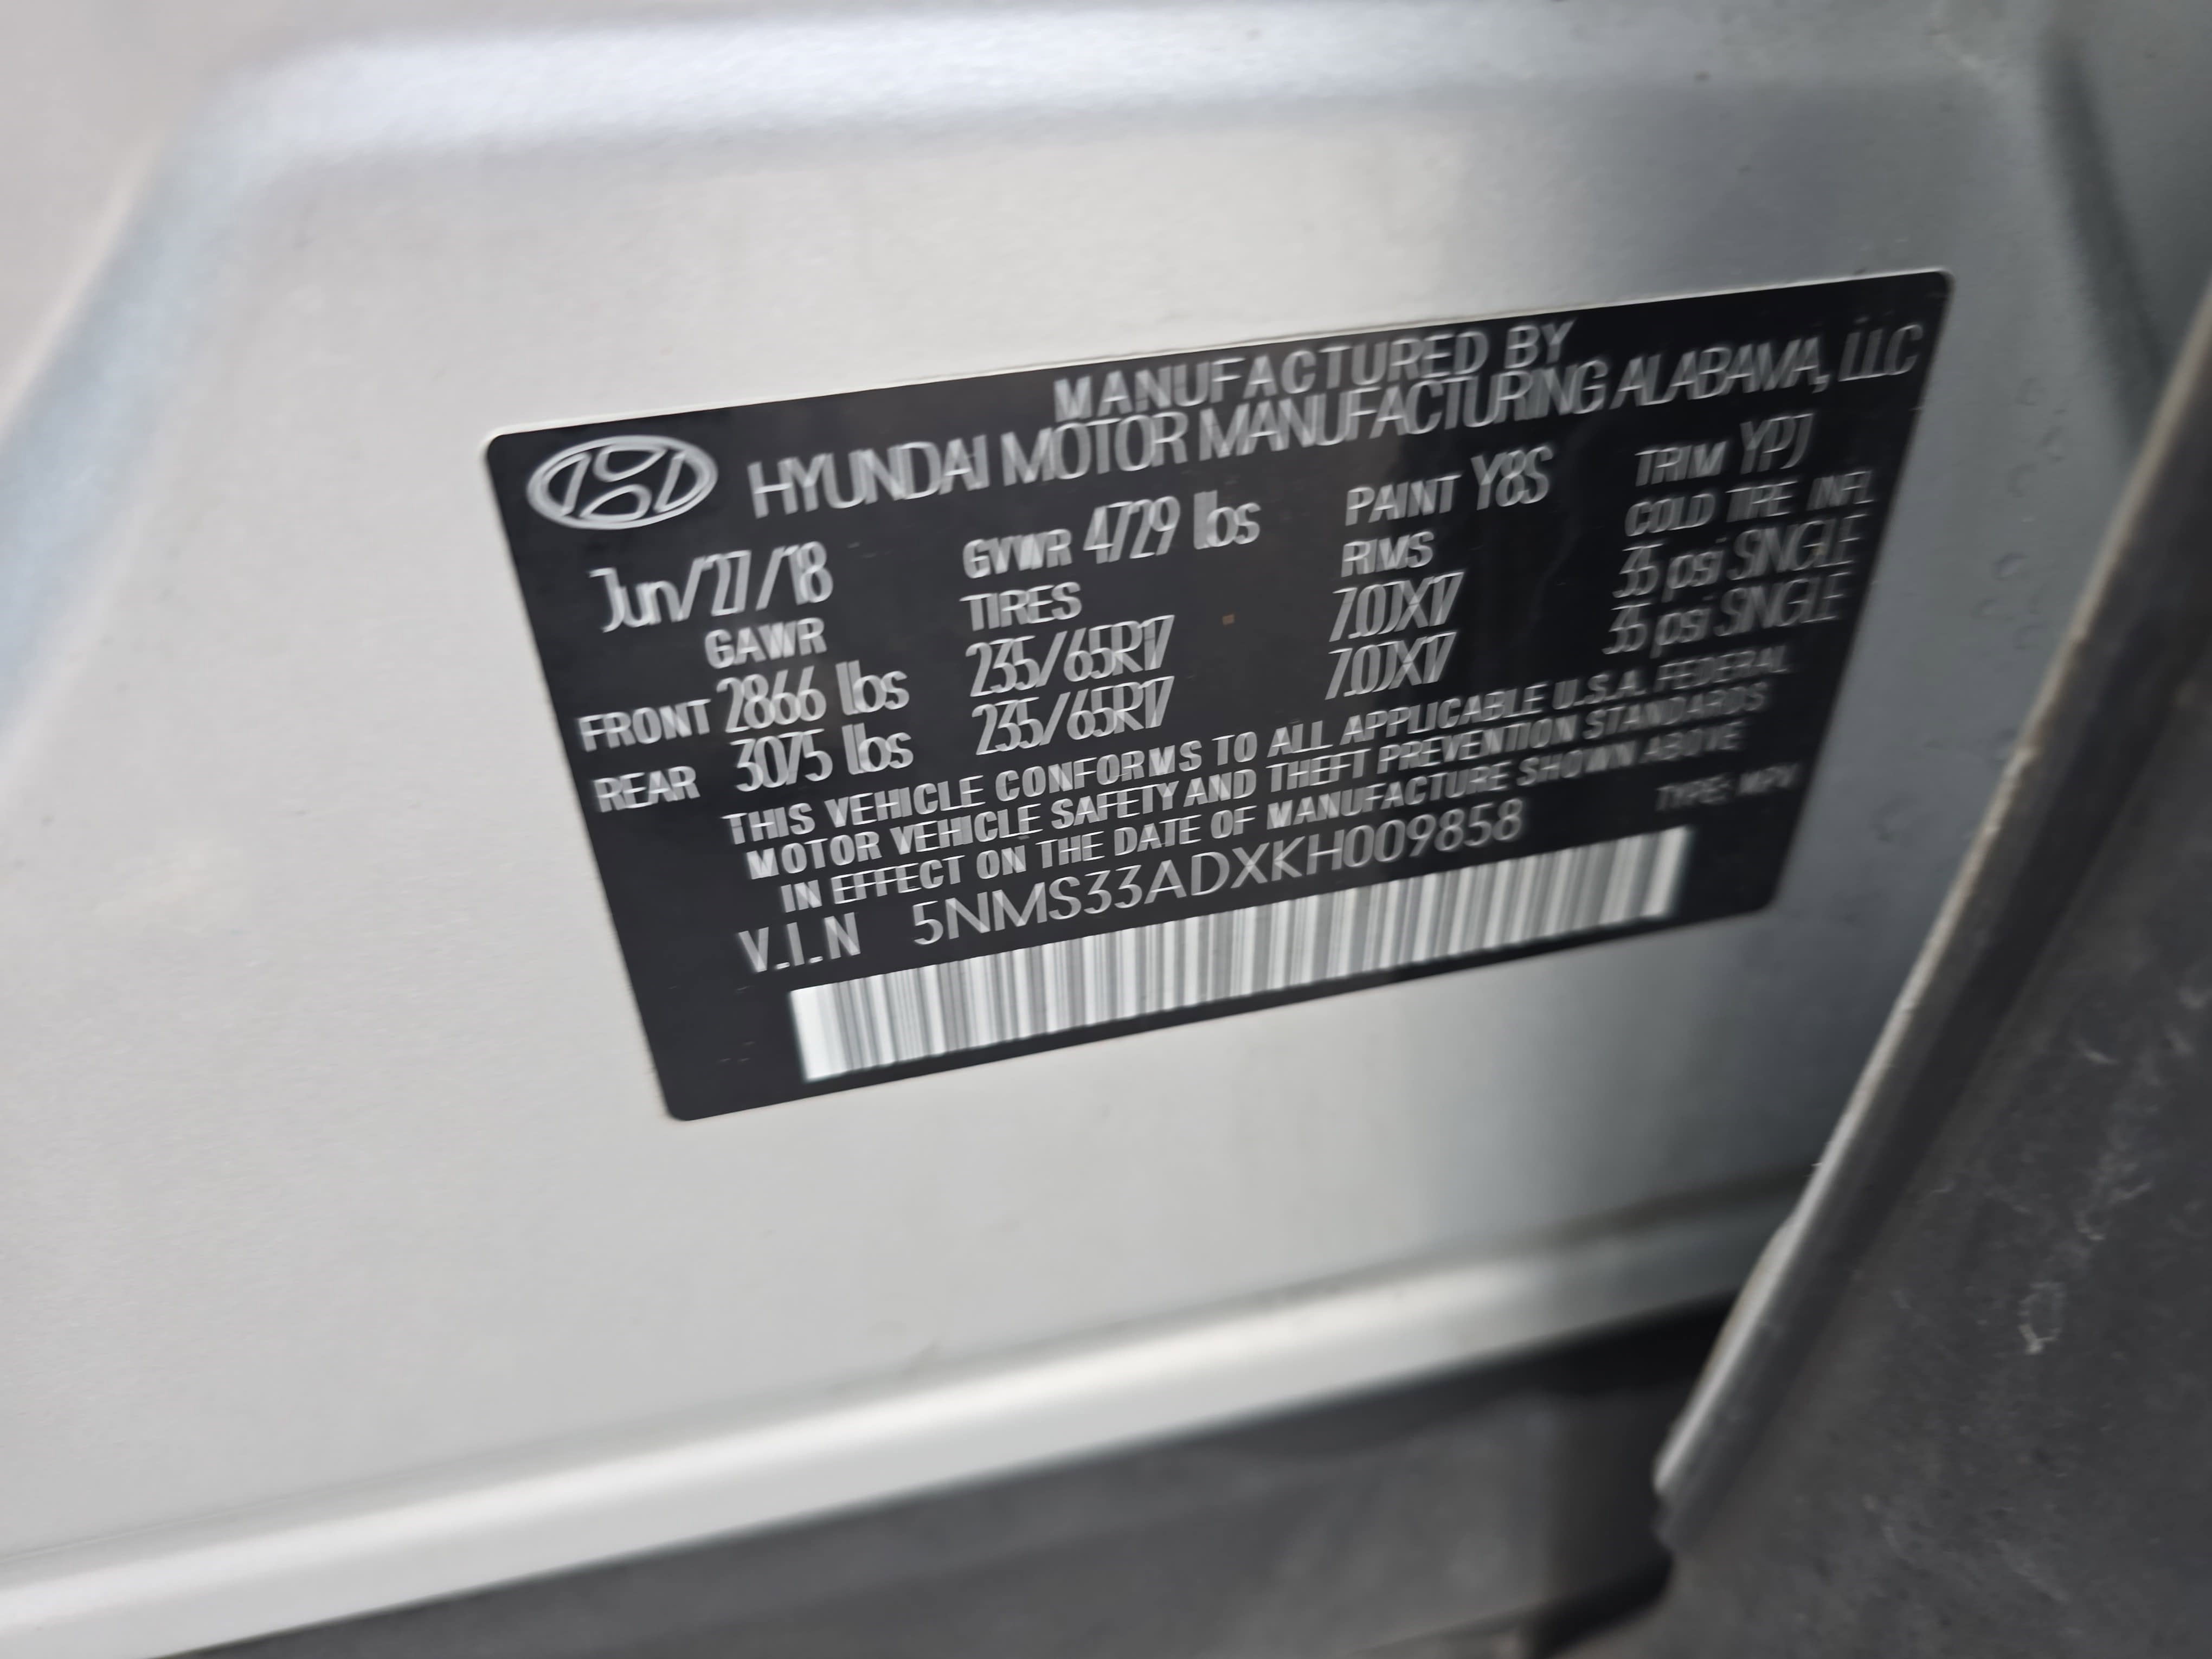 MANUFACTURED BY
HYUNDAI MOTOR MANUFACTURING ALABAMA, LLC
Jun/27/18 GVWR 4729 lbs PAINT Y8S TRIM YPJ
GAWR TIRES RIMS COLD TIRE INFL
FRONT 2866 lbs 235/65R17 7.0JX17 35 psi SINGLE
REAR 3075 lbs 235/65R17 7.0JX17 35 psi SINGLE
THIS VEHICLE CONFORMS TO ALL APPLICABLE U.S.A. FEDERAL
MOTOR VEHICLE SAFETY AND THEFT PREVENTION STANDARDS
IN EFFECT ON THE DATE OF MANUFACTURE SHOWN ABOVE
V.I.N 5NMS33ADXKH009858 TYPE: MPV